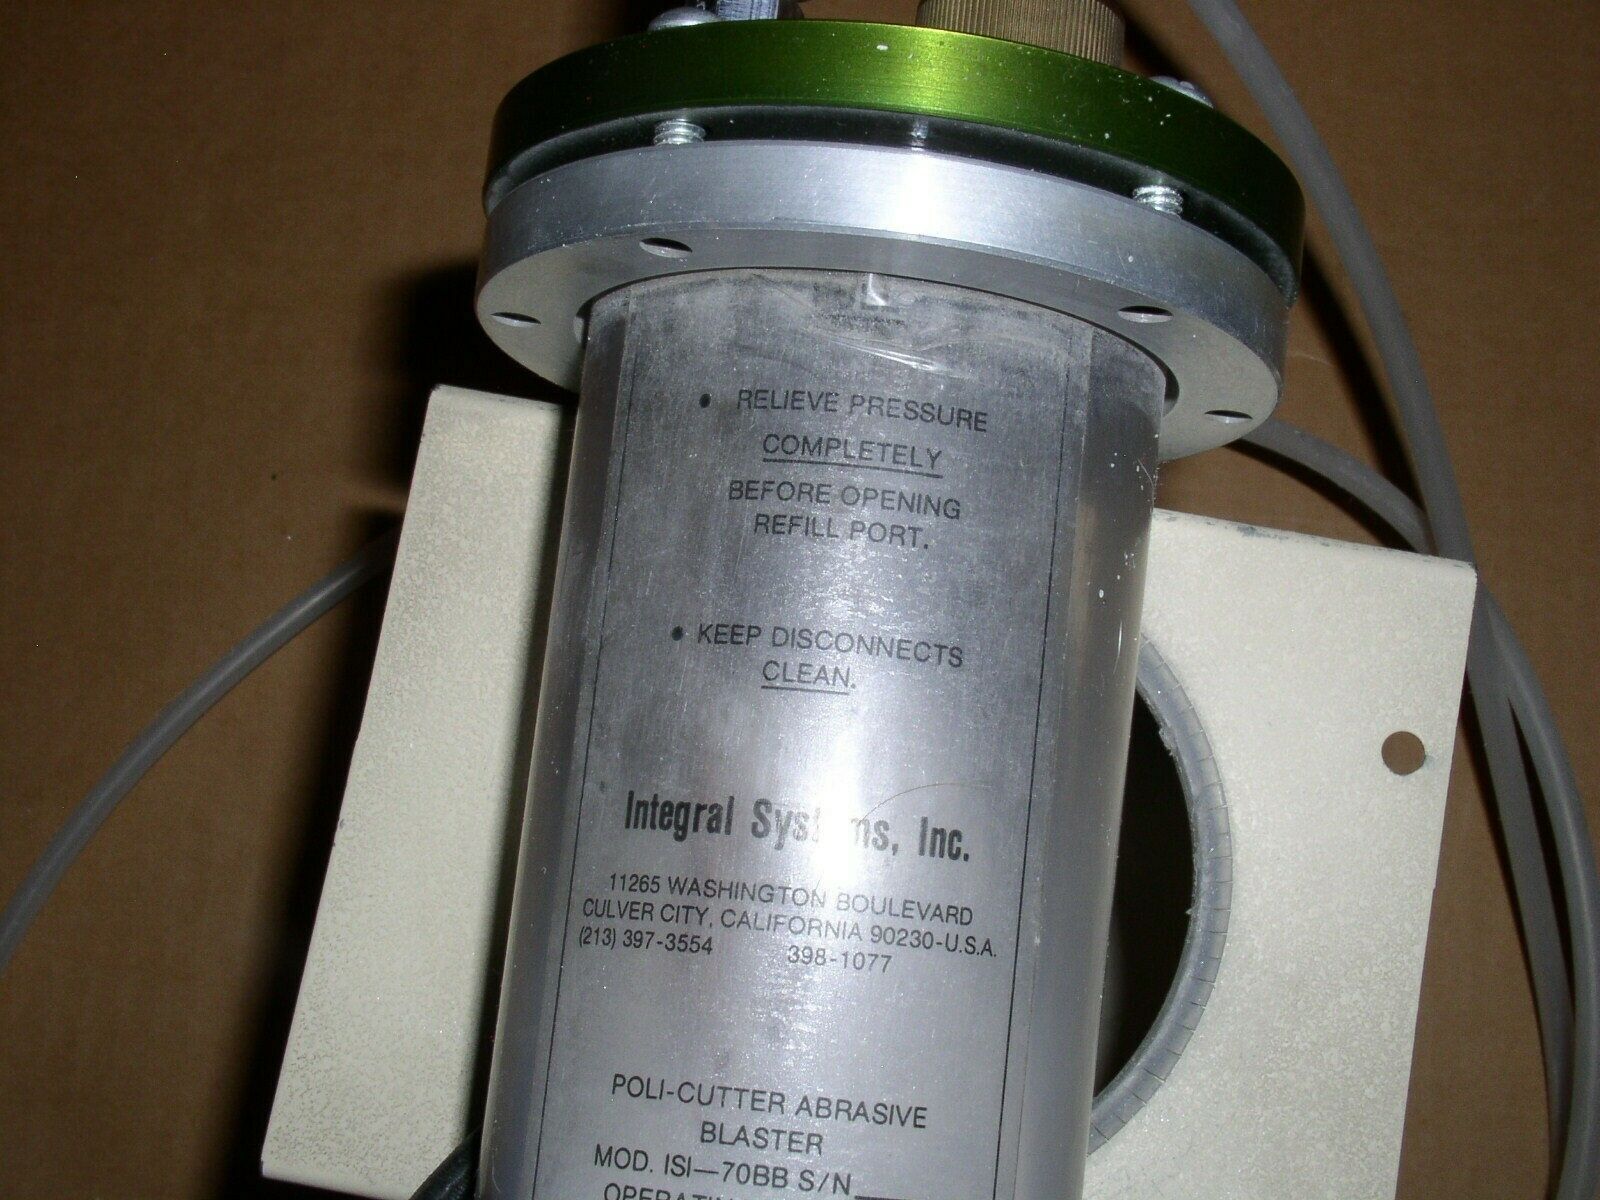 • RELIEVE PRESSURE
COMPLETELY
BEFORE OPENING
REFILL PORT.
• KEEP DISCONNECTS
CLEAN.
Integral Systems, Inc.
11265 WASHINGTON BOULEVARD
CULVER CITY, CALIFORNIA 90230-U.S.A.
(213) 397-3554 398-1077
POLI-CUTTER ABRASIVE
BLASTER
MOD. ISI-70BB S/N